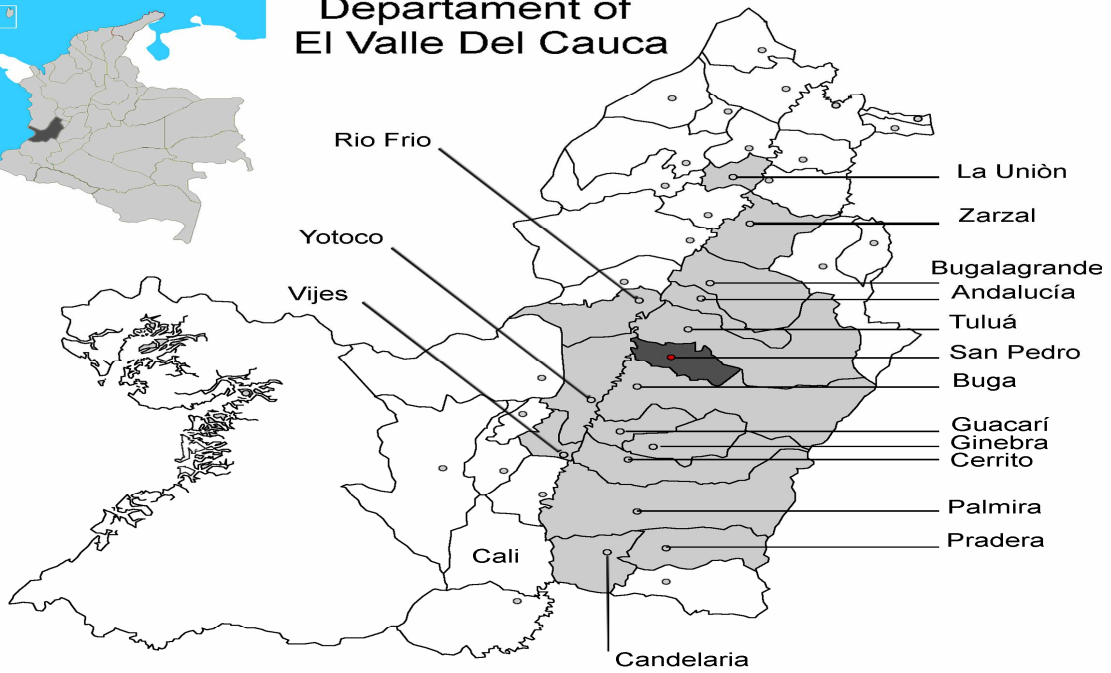 Departament of
El Valle Del Cauca
Rio Frio
La Uniòn
Zarzal
Yotoco
Bugalagrande
Vijes
Andalucía
Tuluá
San Pedro
Buga
Guacarí
Ginebra
Cerrito
Palmira
Pradera
Cali
Candelaria